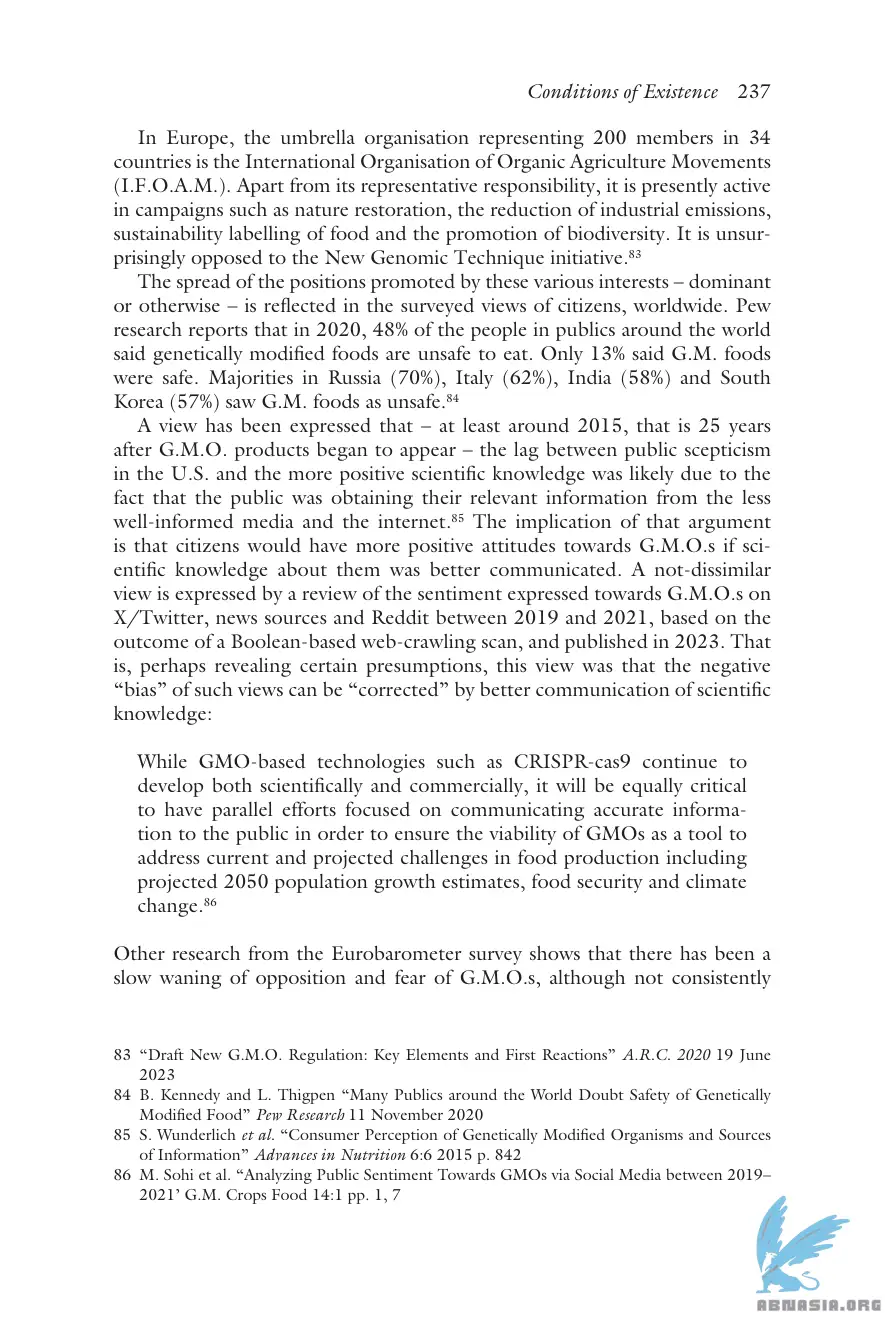 Conditions of Existence 237
In Europe, the umbrella organisation representing 200 members in 34
countries is the International Organisation of Organic Agriculture Movements
(I.F.O.A.M.). Apart from its representative responsibility, it is presently active
in campaigns such as nature restoration, the reduction of industrial emissions,
sustainability labelling of food and the promotion of biodiversity. It is unsur-
prisingly opposed to the New Genomic Technique initiative.⁸³
The spread of the positions promoted by these various interests – dominant
or otherwise – is reflected in the surveyed views of citizens, worldwide. Pew
research reports that in 2020, 48% of the people in publics around the world
said genetically modified foods are unsafe to eat. Only 13% said G.M. foods
were safe. Majorities in Russia (70%), Italy (62%), India (58%) and South
Korea (57%) saw G.M. foods as unsafe.⁸⁴
A view has been expressed that – at least around 2015, that is 25 years
after G.M.O. products began to appear – the lag between public scepticism
in the U.S. and the more positive scientific knowledge was likely due to the
fact that the public was obtaining their relevant information from the less
well-informed media and the internet.⁸⁵ The implication of that argument
is that citizens would have more positive attitudes towards G.M.O.s if sci-
entific knowledge about them was better communicated. A not-dissimilar
view is expressed by a review of the sentiment expressed towards G.M.O.s on
X/Twitter, news sources and Reddit between 2019 and 2021, based on the
outcome of a Boolean-based web-crawling scan, and published in 2023. That
is, perhaps revealing certain presumptions, this view was that the negative
“bias” of such views can be “corrected” by better communication of scientific
knowledge:
While GMO-based technologies such as CRISPR-cas9 continue to
develop both scientifically and commercially, it will be equally critical
to have parallel efforts focused on communicating accurate informa-
tion to the public in order to ensure the viability of GMOs as a tool to
address current and projected challenges in food production including
projected 2050 population growth estimates, food security and climate
change.⁸⁶
Other research from the Eurobarometer survey shows that there has been a
slow waning of opposition and fear of G.M.O.s, although not consistently
83 “Draft New G.M.O. Regulation: Key Elements and First Reactions” A.R.C. 2020 19 June
2023
84 B. Kennedy and L. Thigpen “Many Publics around the World Doubt Safety of Genetically
Modified Food” Pew Research 11 November 2020
85 S. Wunderlich et al. “Consumer Perception of Genetically Modified Organisms and Sources
of Information” Advances in Nutrition 6:6 2015 p. 842
86 M. Sohi et al. “Analyzing Public Sentiment Towards GMOs via Social Media between 2019–
2021’ G.M. Crops Food 14:1 pp. 1, 7
ABNASIA.ORG